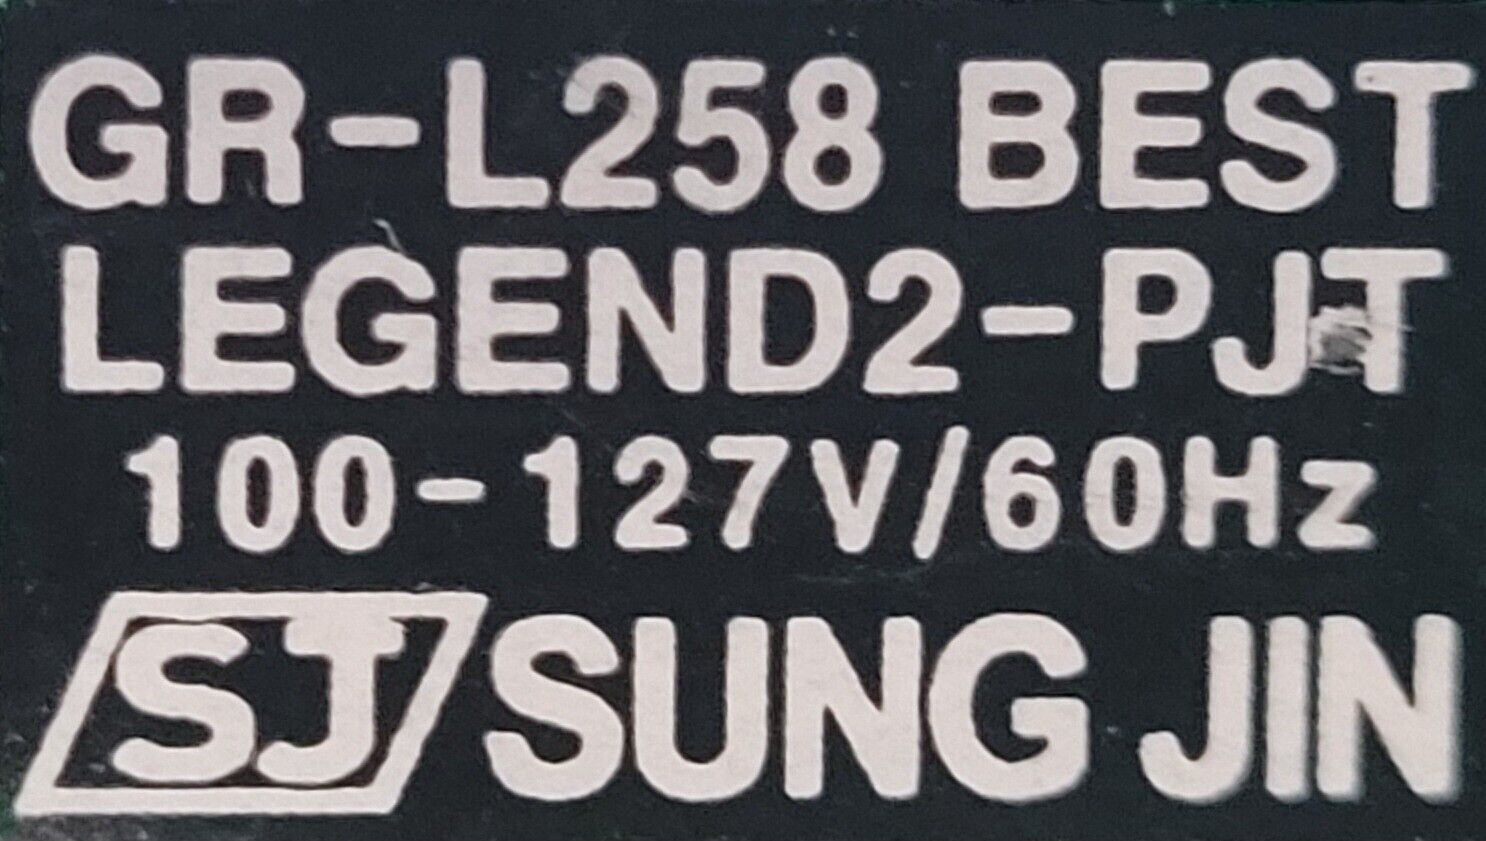 GR-L258 BEST
LEGEND2-PJT
100-127V/60Hz
SJ SUNG JIN